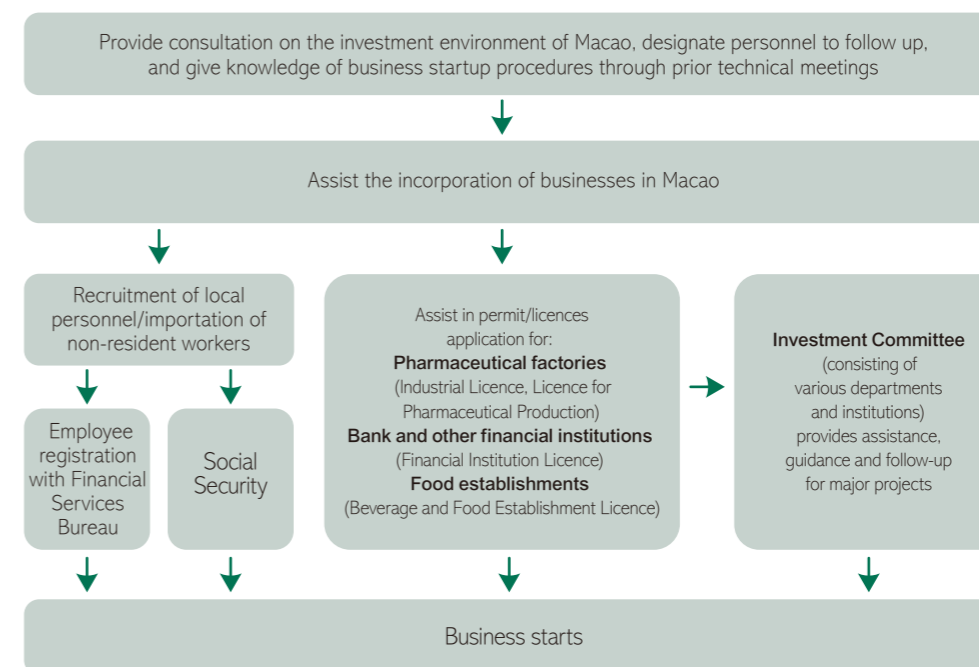 Provide consultation on the investment environment of Macao, designate personnel to follow up,
and give knowledge of business startup procedures through prior technical meetings
Assist the incorporation of businesses in Macao
Recruitment of local
personnel/importation of
non-resident workers
Employee
registration
with Financial
Services
Bureau
Social
Security
Assist in permit/licences
application for:
Pharmaceutical factories
(Industrial Licence, Licence for
Pharmaceutical Production)
Bank and other financial institutions
(Financial Institution Licence)
Food establishments
(Beverage and Food Establishment Licence)
Investment Committee
(consisting of
various departments
and institutions)
provides assistance,
guidance and follow-up
for major projects
Business starts